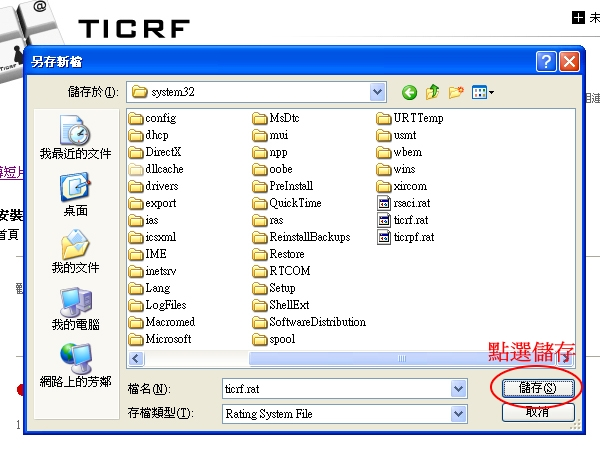 @
TICRF
TICRF
未
另存新檔
儲存於(I):
system32
我最近的文件
桌面
我的文件
我的電腦
網路上的芳鄰
config
dhcp
DirectX
dllcache
drivers
export
ias
icsxml
IME
inetsrv
Lang
LogFiles
Macromed
Microsoft
MsDtc
mui
npp
oobe
PreInstall
QuickTime
ras
ReinstallBackups
Restore
RTCOM
Setup
ShellExt
SoftwareDistribution
spool
URTTemp
usmt
wbem
wins
xircom
rsaci.rat
ticrf.rat
ticrpf.rat
點選儲存
檔名(N):
ticrf.rat
儲存(S)
存檔類型(T):
Rating System File
取消
短片
安裝
首頁
1